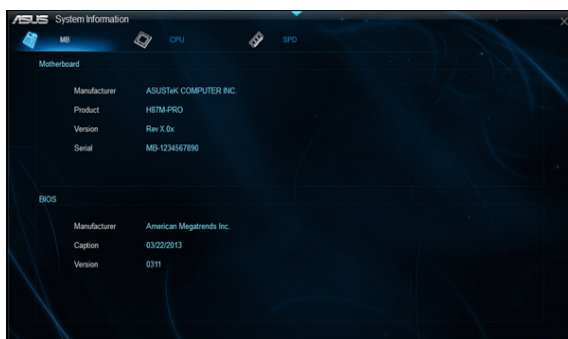 ASUS System Information
MB CPU SPD
Motherboard
Manufacturer ASUSTeK COMPUTER INC.
Product H87M-PRO
Version Rev X.0x
Serial MB-1234567890
BIOS
Manufacturer American Megatrends Inc.
Caption 03/22/2013
Version 0311